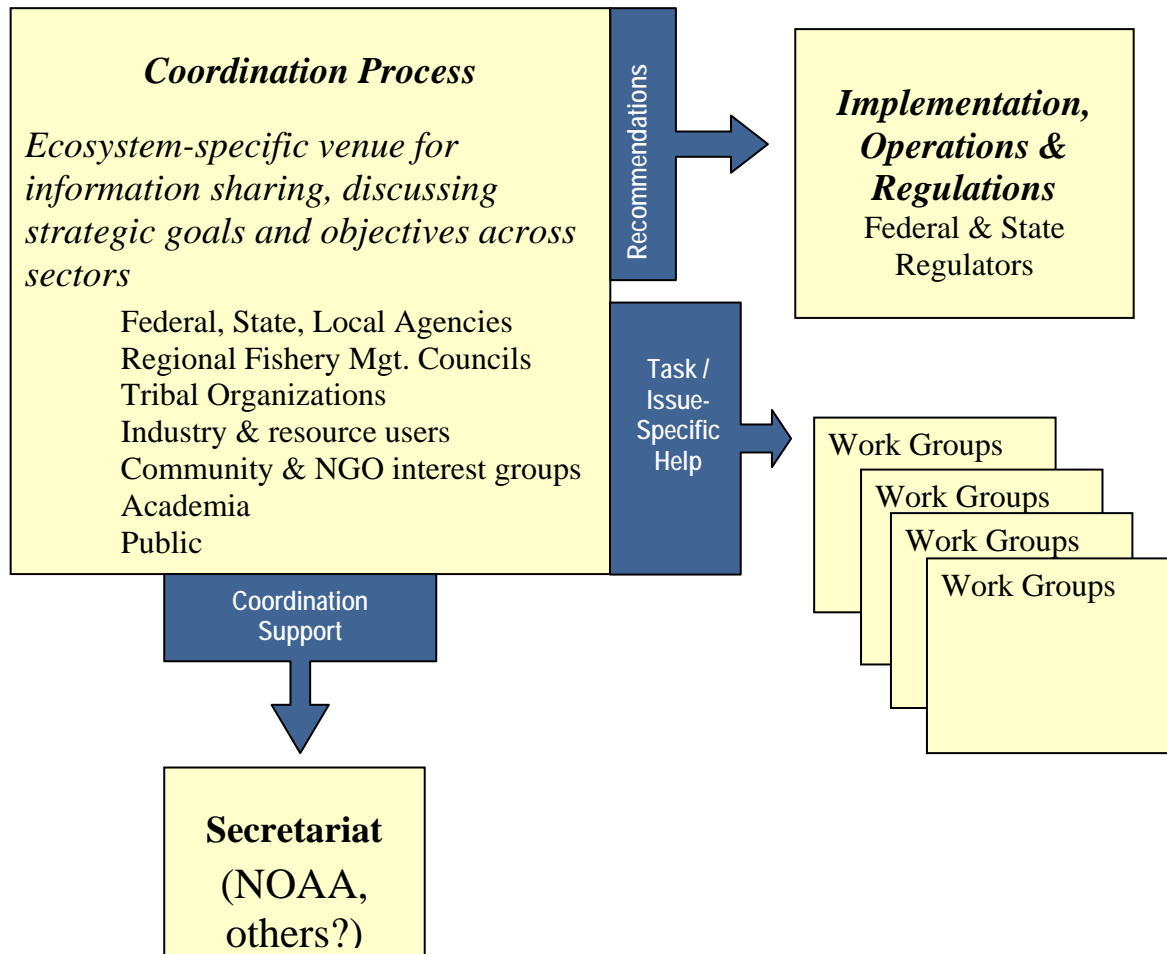 Coordination Process
Ecosystem-specific venue for
information sharing, discussing
strategic goals and objectives across
sectors
Federal, State, Local Agencies
Regional Fishery Mgt. Councils
Tribal Organizations
Industry & resource users
Community & NGO interest groups
Academia
Public
Recommendations
Implementation,
Operations &
Regulations
Federal & State
Regulators
Task /
Issue-
Specific
Help
Work Groups
Work Groups
Work Groups
Work Groups
Coordination
Support
Secretariat
(NOAA,
others?)